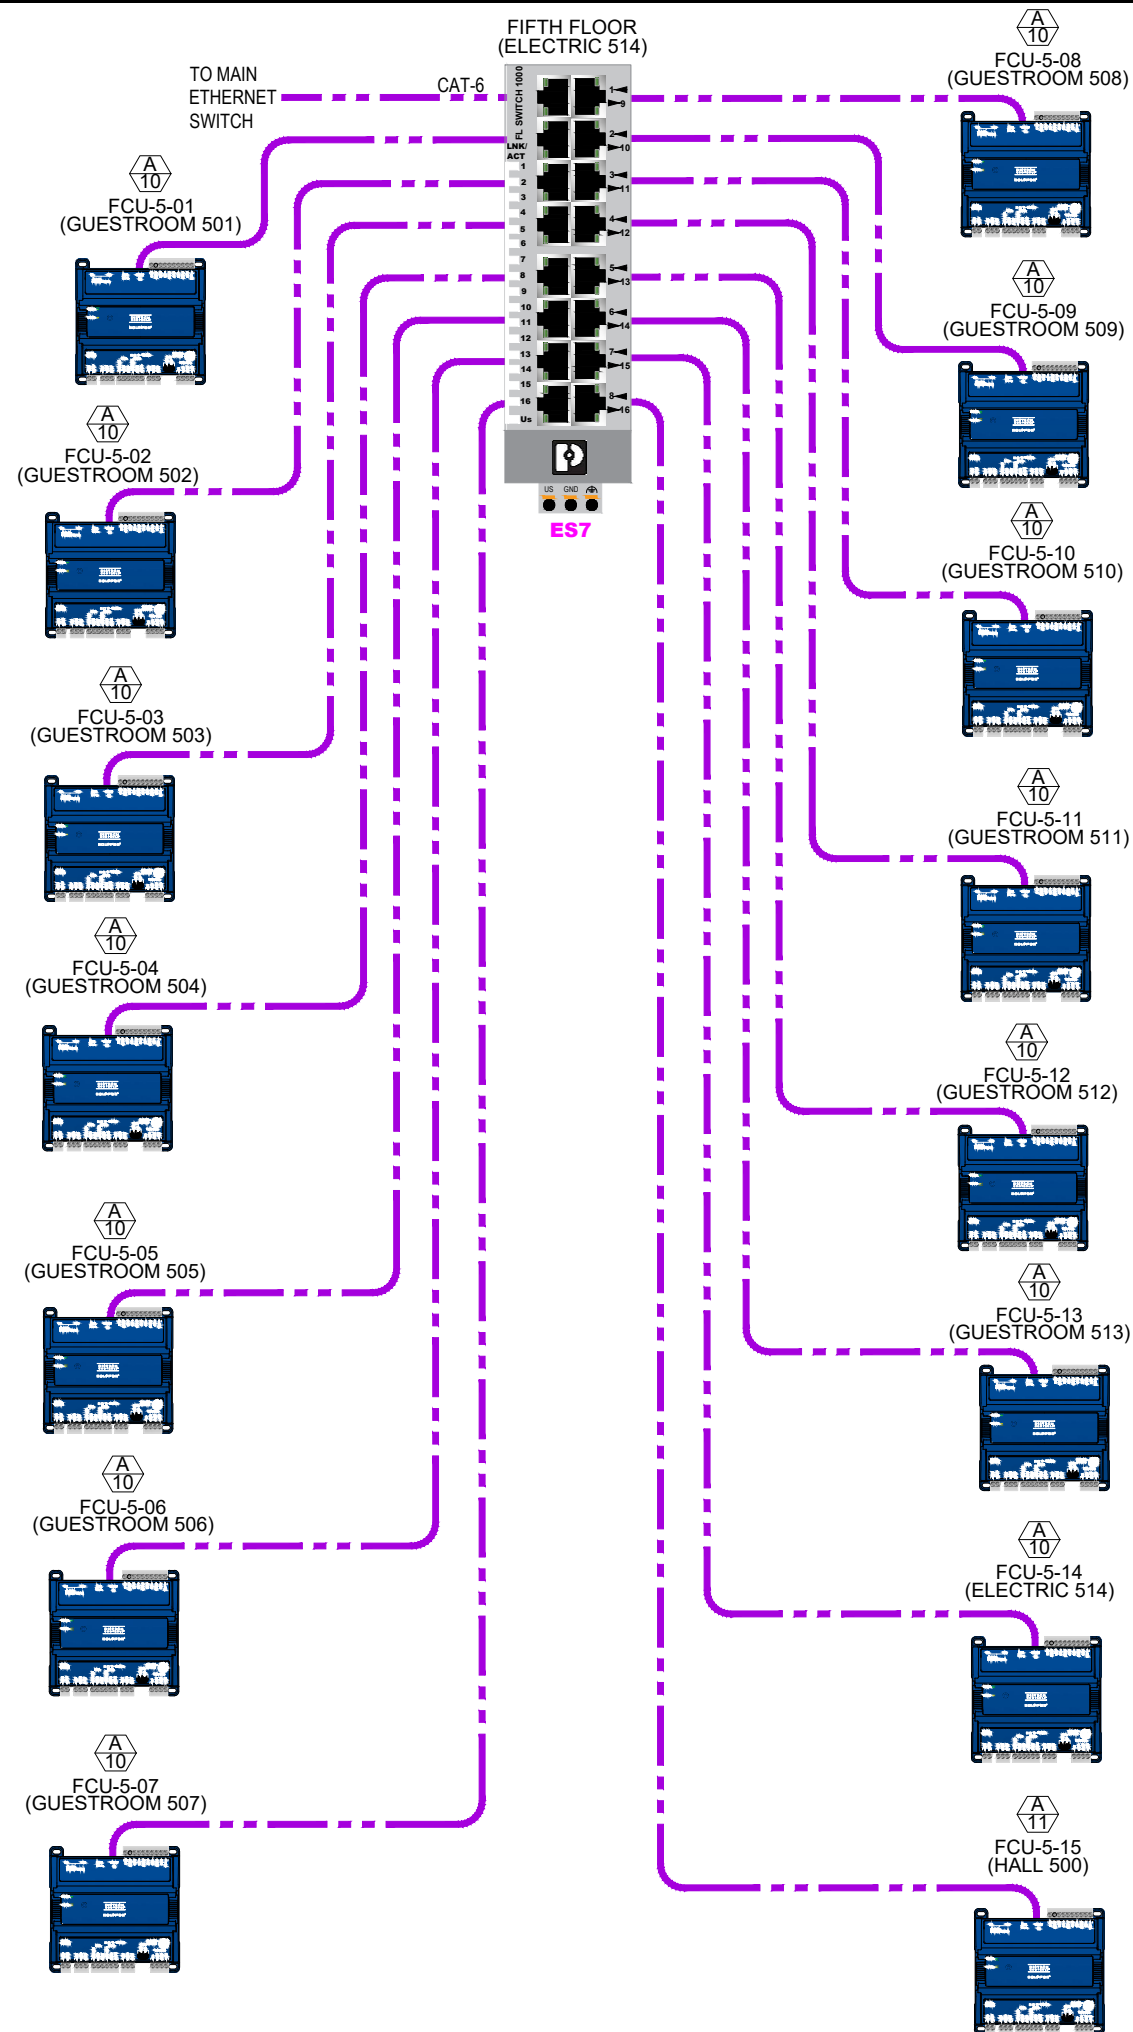 FIFTH FLOOR
(ELECTRIC 514)
TO MAIN
ETHERNET
SWITCH
CAT-6
FL SWITCH 1000
LNK/
ACT
1
2
3
4
5
6
7
8
9
10
11
12
13
14
15
16
Us
1
9
2
10
3
11
4
12
5
13
6
14
7
15
8
16
US GND
ES7
A
10
FCU-5-01
(GUESTROOM 501)
A
10
FCU-5-02
(GUESTROOM 502)
A
10
FCU-5-03
(GUESTROOM 503)
A
10
FCU-5-04
(GUESTROOM 504)
A
10
FCU-5-05
(GUESTROOM 505)
A
10
FCU-5-06
(GUESTROOM 506)
A
10
FCU-5-07
(GUESTROOM 507)
A
10
FCU-5-08
(GUESTROOM 508)
A
10
FCU-5-09
(GUESTROOM 509)
A
10
FCU-5-10
(GUESTROOM 510)
A
10
FCU-5-11
(GUESTROOM 511)
A
10
FCU-5-12
(GUESTROOM 512)
A
10
FCU-5-13
(GUESTROOM 513)
A
10
FCU-5-14
(ELECTRIC 514)
A
11
FCU-5-15
(HALL 500)